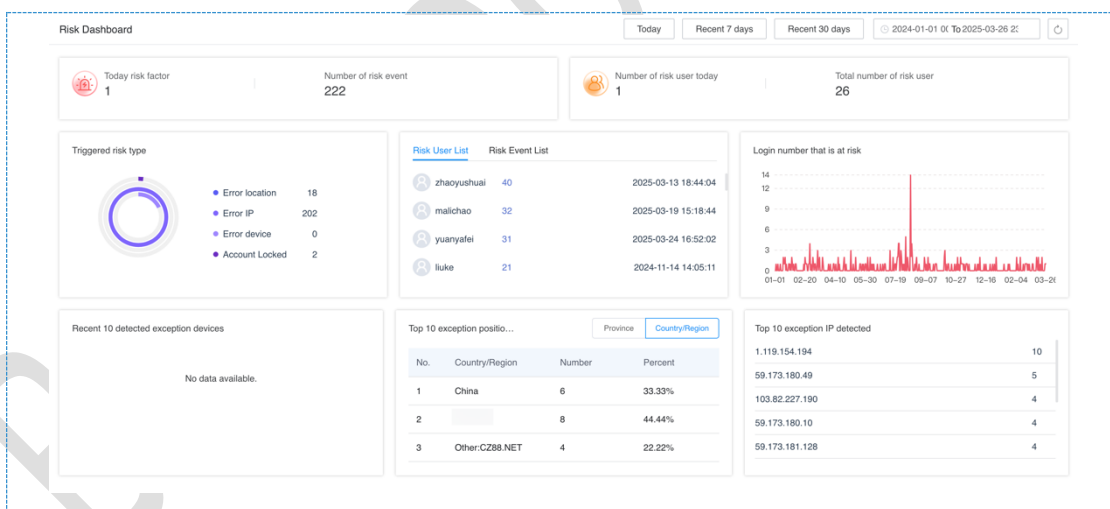 Risk Dashboard
Today
Recent 7 days
Recent 30 days
2024-01-01 0( To 2025-03-26 2:
Today risk factor
1
Number of risk event
222
Number of risk user today
1
Total number of risk user
26
Triggered risk type
Error location 18
Error IP 202
Error device 0
Account Locked 2
Risk User List Risk Event List
zhaoyushuai 40 2025-03-13 18:44:04
malichao 32 2025-03-19 15:18:44
yuanyafei 31 2025-03-24 16:52:02
liuke 21 2024-11-14 14:05:11
Login number that is at risk
14
12
9
6
3
0
01-01 02-20 04-10 05-30 07-19 09-07 10-27 12-16 02-04 03-26
Recent 10 detected exception devices
No data available.
Top 10 exception positio...
Province
Country/Region
No. Country/Region Number Percent
1 China 6 33.33%
2 8 44.44%
3 Other:CZ88.NET 4 22.22%
Top 10 exception IP detected
1.119.154.194 10
59.173.180.49 5
103.82.227.190 4
59.173.180.10 4
59.173.181.128 4